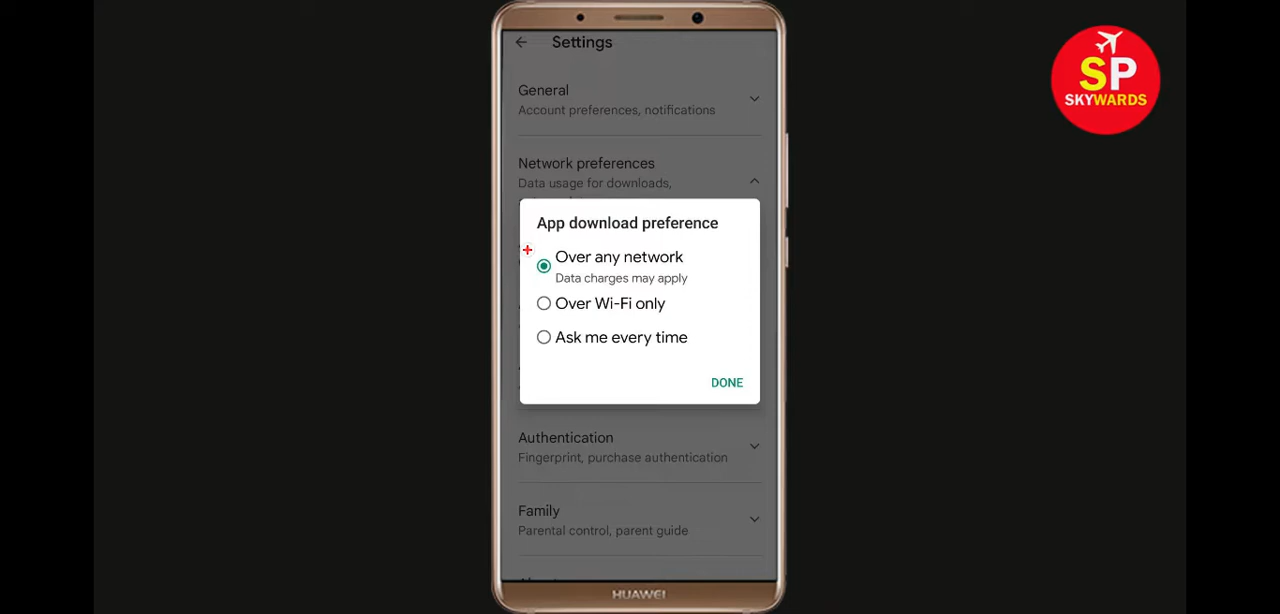 Settings
General
Account preferences, notifications
Network preferences
Data usage for downloads,
App download preference
Over any network
Data charges may apply
Over Wi-Fi only
Ask me every time
DONE
Authentication
Fingerprint, purchase authentication
Family
Parental control, parent guide
HUAWEI
SP
SKYWARDS